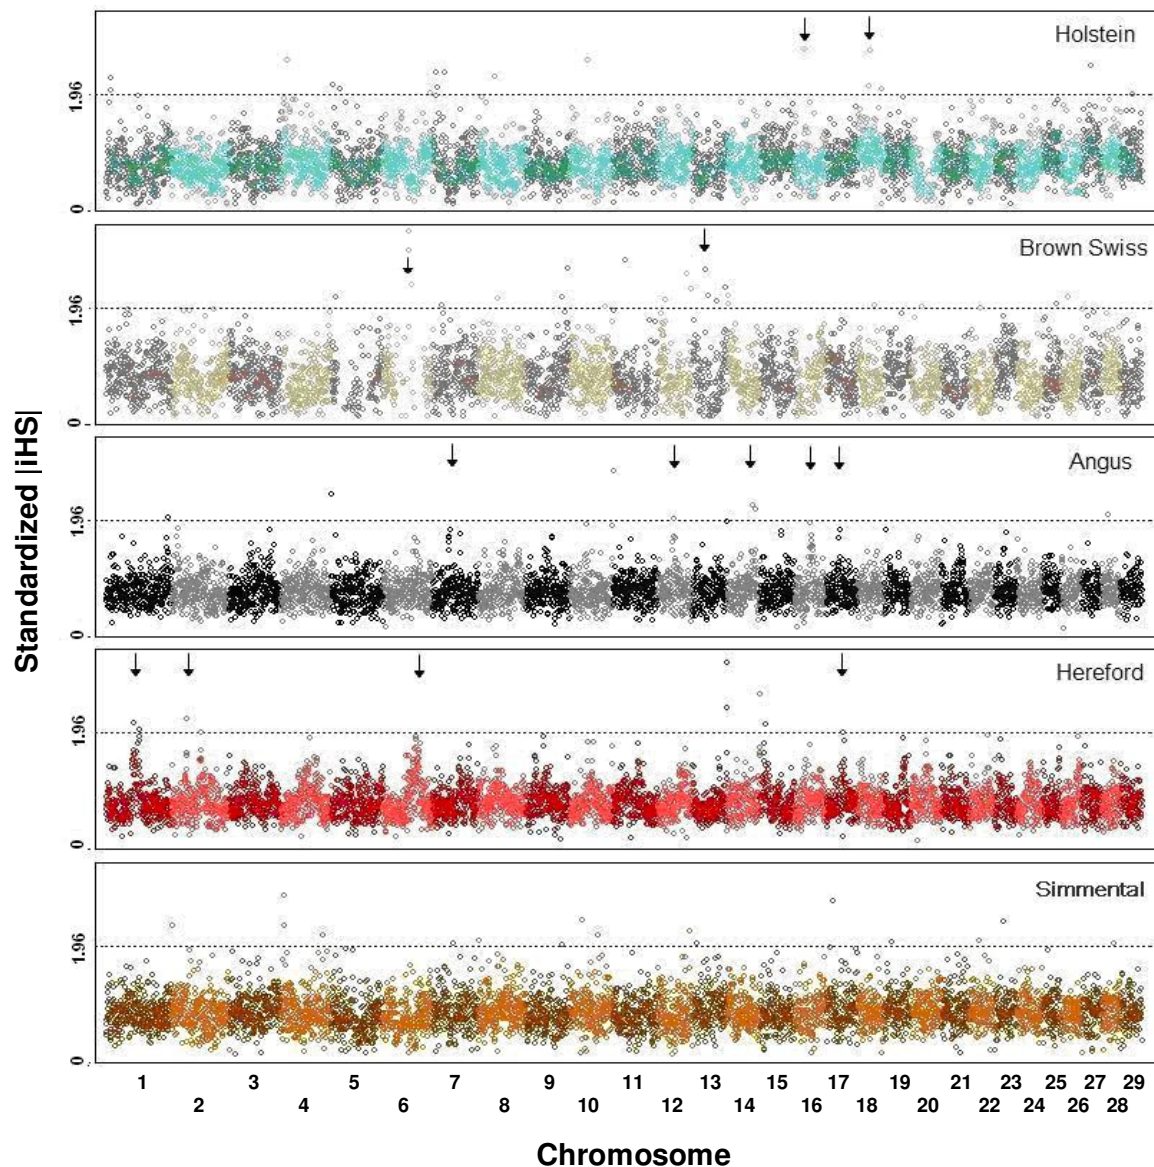 Holstein
1.96
0
Brown Swiss
1.96
0
Angus
1.96
0
Hereford
1.96
0
Simmental
1.96
0
Standardized |iHS|
1 3 5 7 9 11 13 15 17 19 21 23 25 27 29
2 4 6 8 10 12 14 16 18 20 22 24 26 28
Chromosome